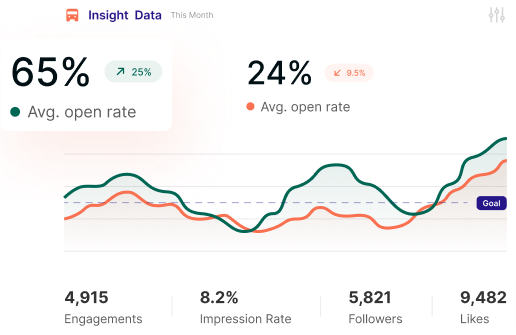 Insight Data This Month
65% 25%
Avg. open rate
24% 9.5%
Avg. open rate
Goal
4,915 8.2% 5,821 9,482
Engagements Impression Rate Followers Likes